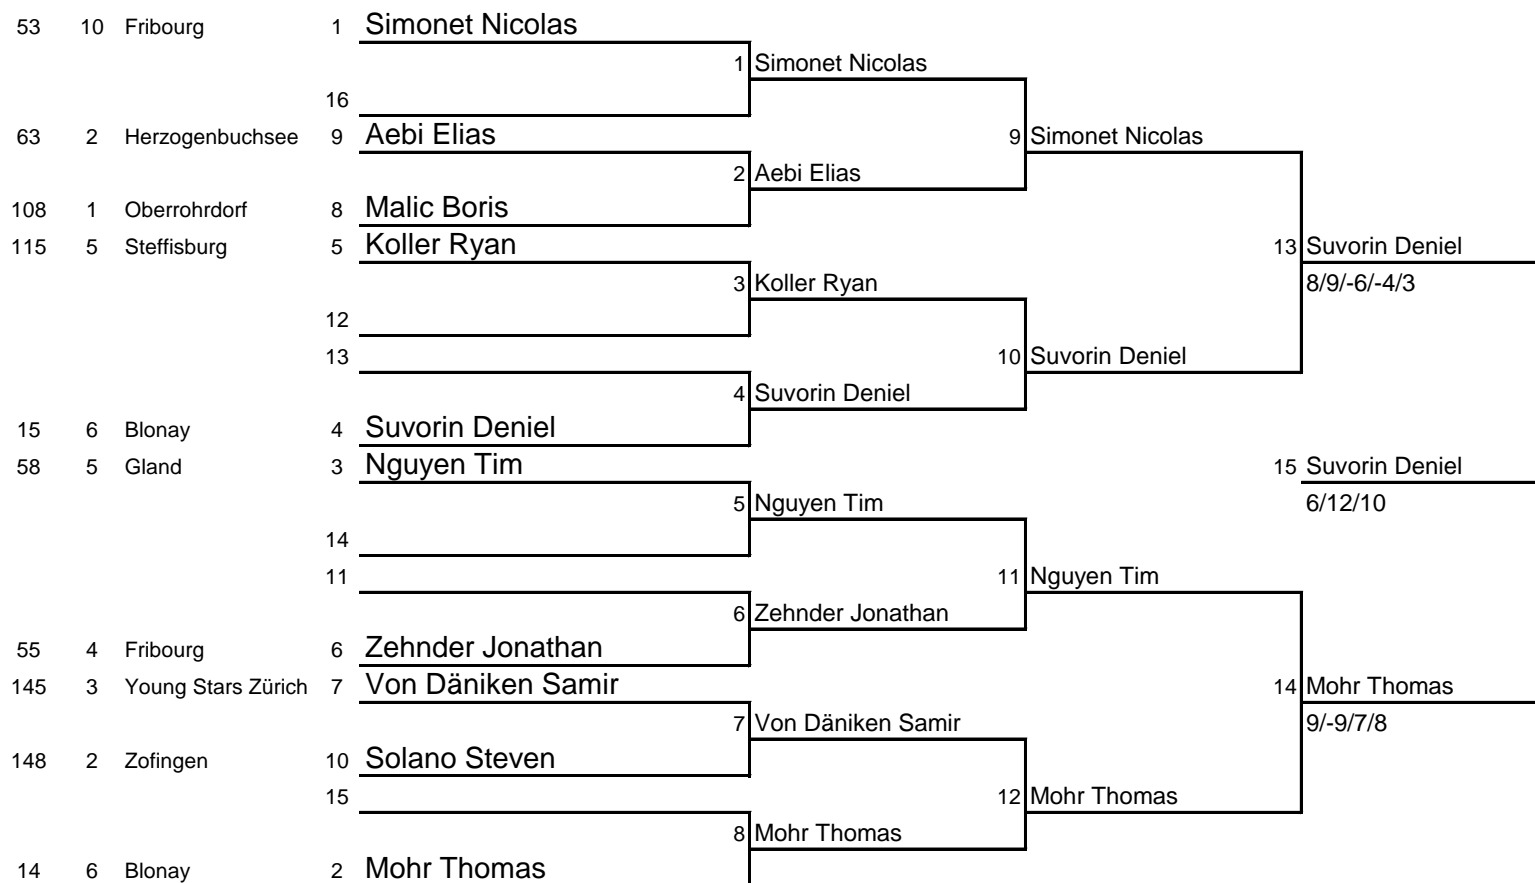 53 10 Fribourg 1 Simonet Nicolas
1 Simonet Nicolas
16
63 2 Herzogenbuchsee 9 Aebi Elias 9 Simonet Nicolas
2 Aebi Elias
108 1 Oberrohrdorf 8 Malic Boris
115 5 Steffisburg 5 Koller Ryan 13 Suvorin Deniel
3 Koller Ryan 8/9/-6/-4/3
12
13 10 Suvorin Deniel
4 Suvorin Deniel
15 6 Blonay 4 Suvorin Deniel
58 5 Gland 3 Nguyen Tim 15 Suvorin Deniel
5 Nguyen Tim 6/12/10
14
11 11 Nguyen Tim
6 Zehnder Jonathan
55 4 Fribourg 6 Zehnder Jonathan
145 3 Young Stars Zürich 7 Von Däniken Samir 14 Mohr Thomas
7 Von Däniken Samir 9/-9/7/8
148 2 Zofingen 10 Solano Steven
15 12 Mohr Thomas
8 Mohr Thomas
14 6 Blonay 2 Mohr Thomas